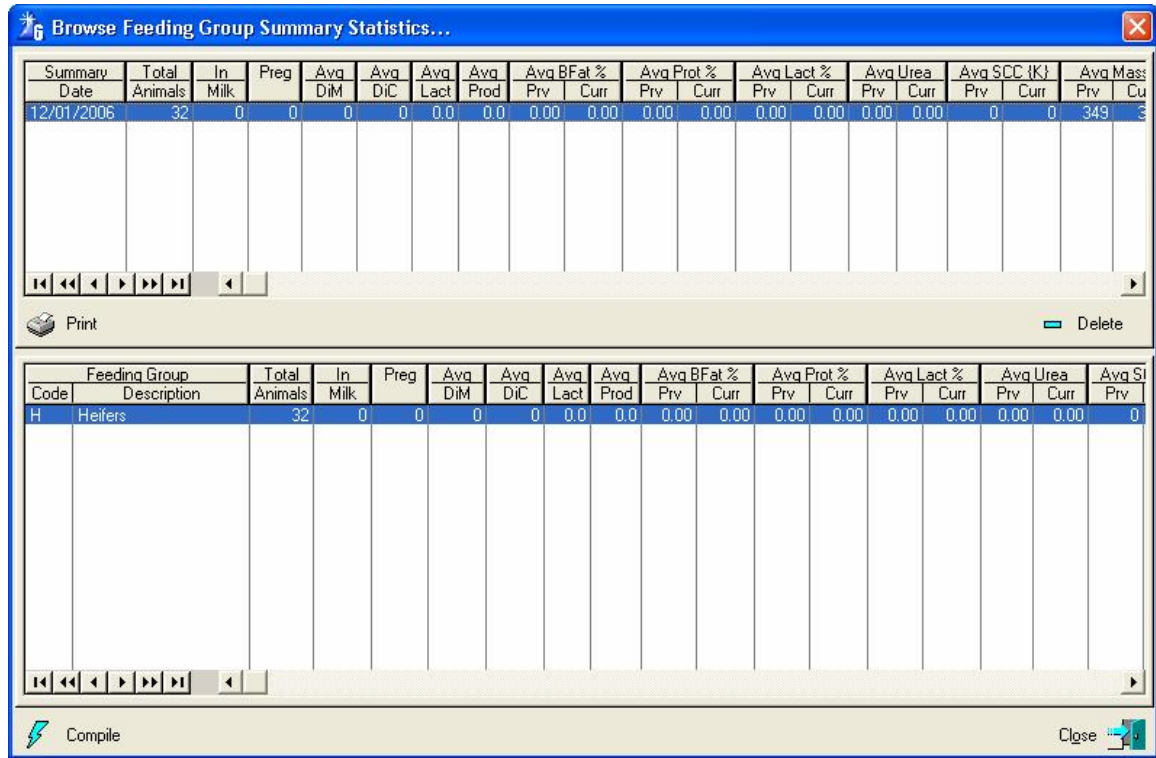 Browse Feeding Group Summary Statistics...
Summary Total In Preg Avg Avg Avg Avg Avg BFat % Avg Prot % Avg Lact % Avg Urea Avg SCC {K} Avg Mass
Date Animals Milk DiM DiC Lact Prod Prv Curr Prv Curr Prv Curr Prv Curr Prv Curr Prv Cu
12/01/2006 32 0 0 0 0 0.0 0.0 0.00 0.00 0.00 0.00 0.00 0.00 0.00 0.00 0 0 349 3
Print Delete
Feeding Group Total In Preg Avg Avg Avg Avg Avg BFat % Avg Prot % Avg Lact % Avg Urea Avg S
Code Description Animals Milk DiM DiC Lact Prod Prv Curr Prv Curr Prv Curr Prv Curr Prv
H Heifers 32 0 0 0 0 0.0 0.0 0.00 0.00 0.00 0.00 0.00 0.00 0.00 0.00 0
Compile Close